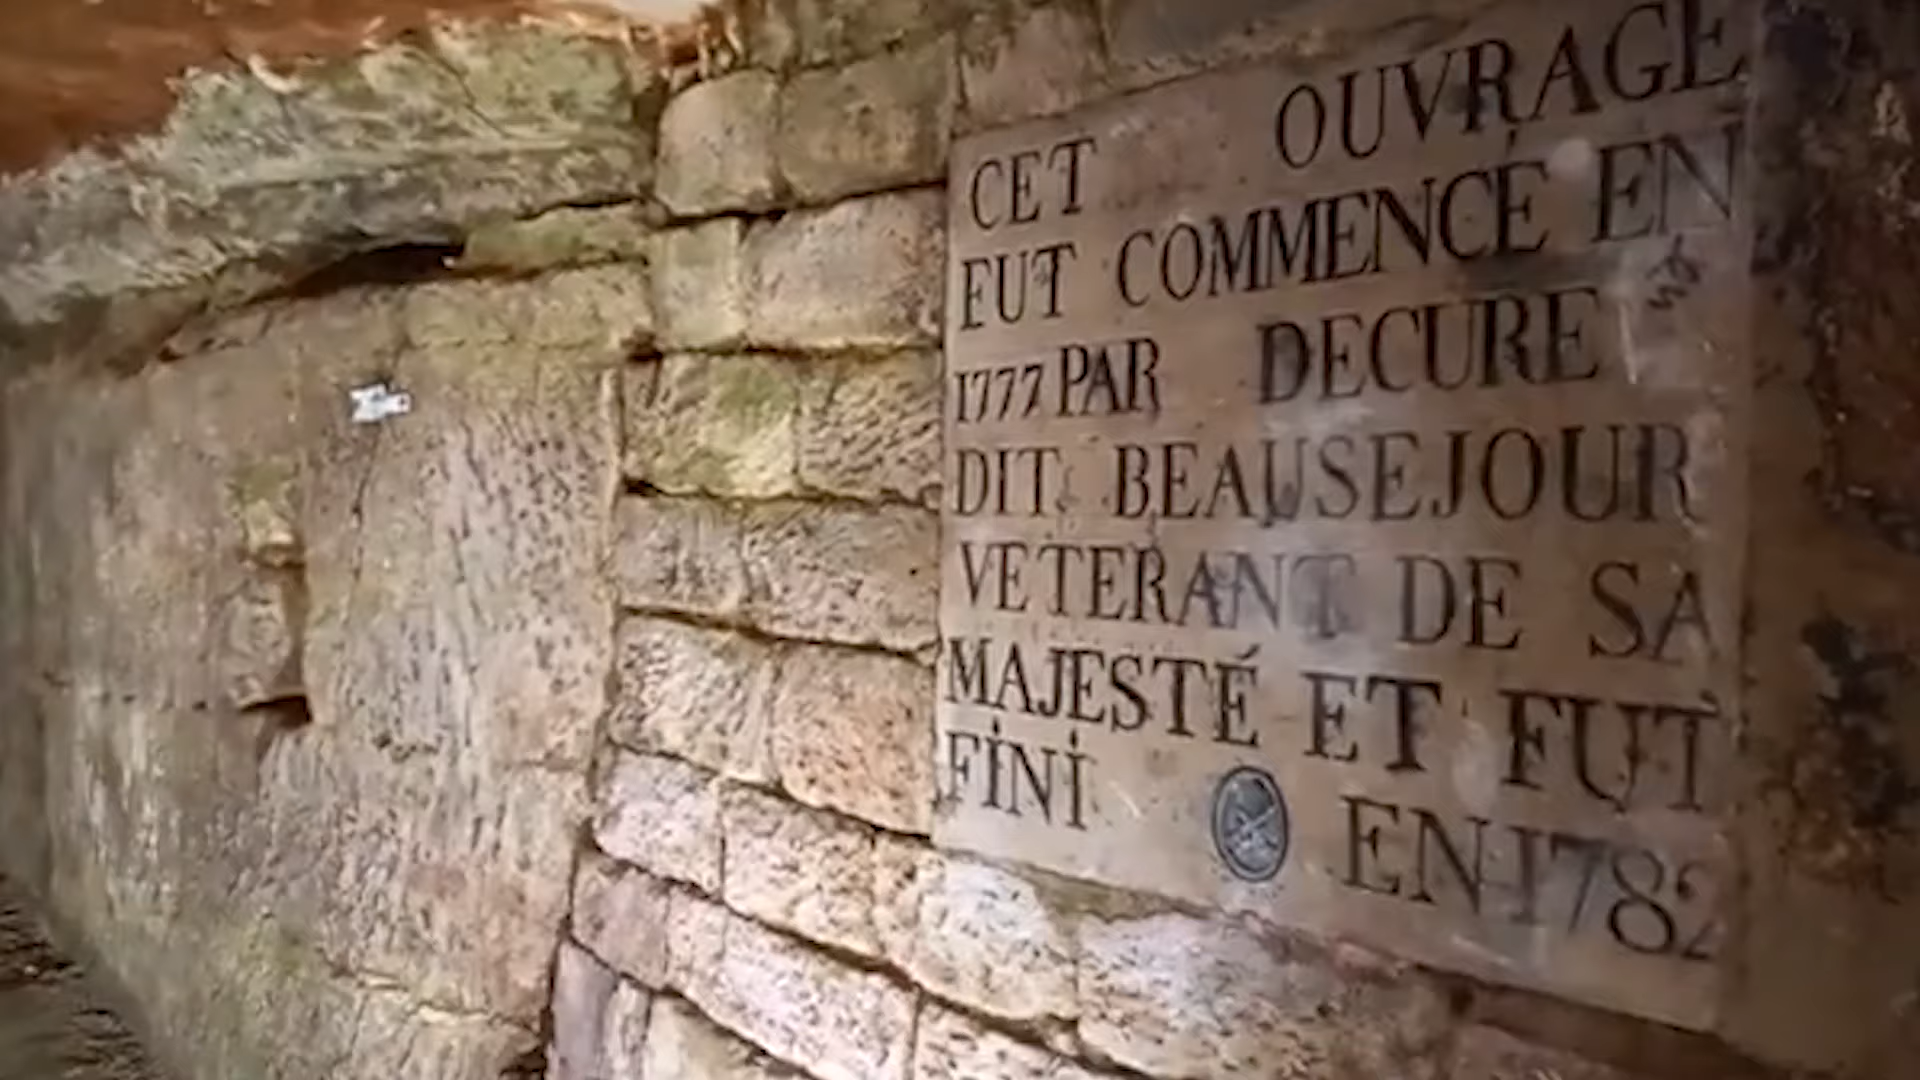 CET OUVRAGE
FUT COMMENCÉ EN
1777 PAR DECURE
DIT BEAUSEJOUR
VETERANT DE SA
MAJESTÉ ET FUT
FINI EN 1782